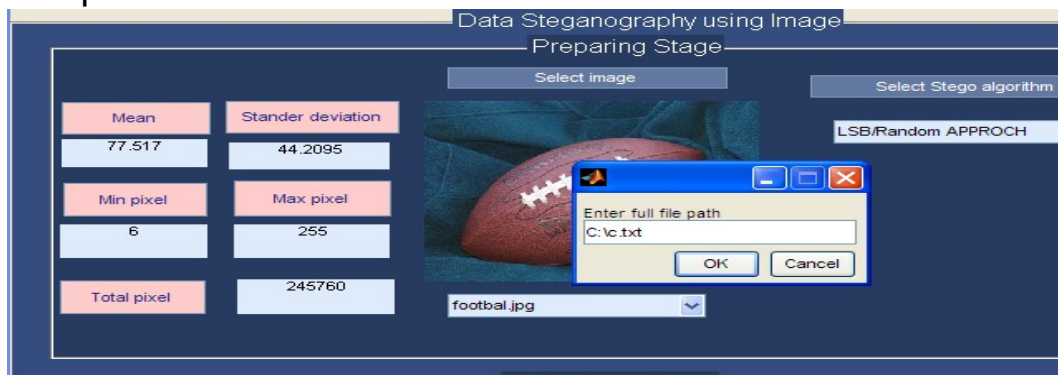 Data Steganography using Image
Preparing Stage
Select image
Select Stego algorithm
Mean
Stander deviation
77.517
44.2095
LSB/Random APPROCH
Min pixel
Max pixel
6
255
Enter full file path
C:\c.txt
OK
Cancel
Total pixel
245760
footbal.jpg